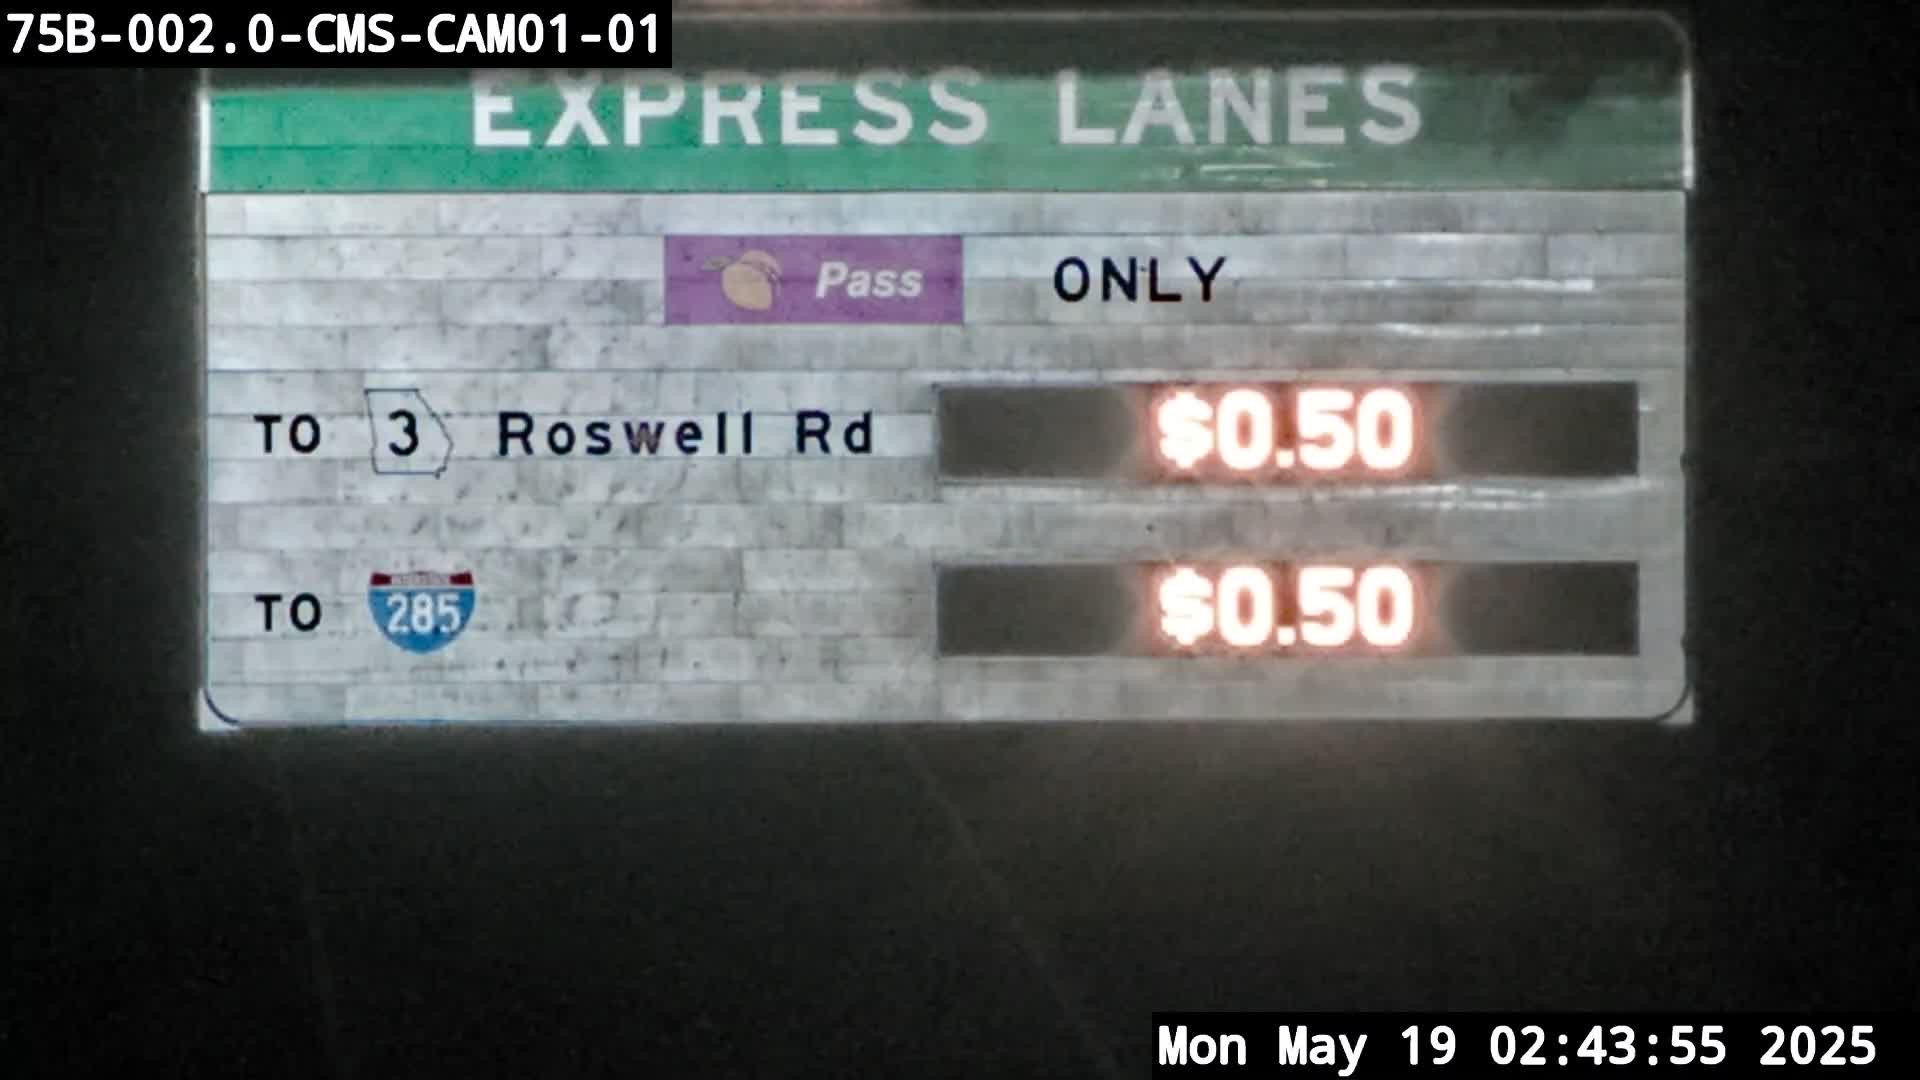 75B-002.0-CMS-CAM01-01
EXPRESS LANES
Pass ONLY
TO 3 Roswell Rd $0.50
TO 285 $0.50
Mon May 19 02:43:55 2025